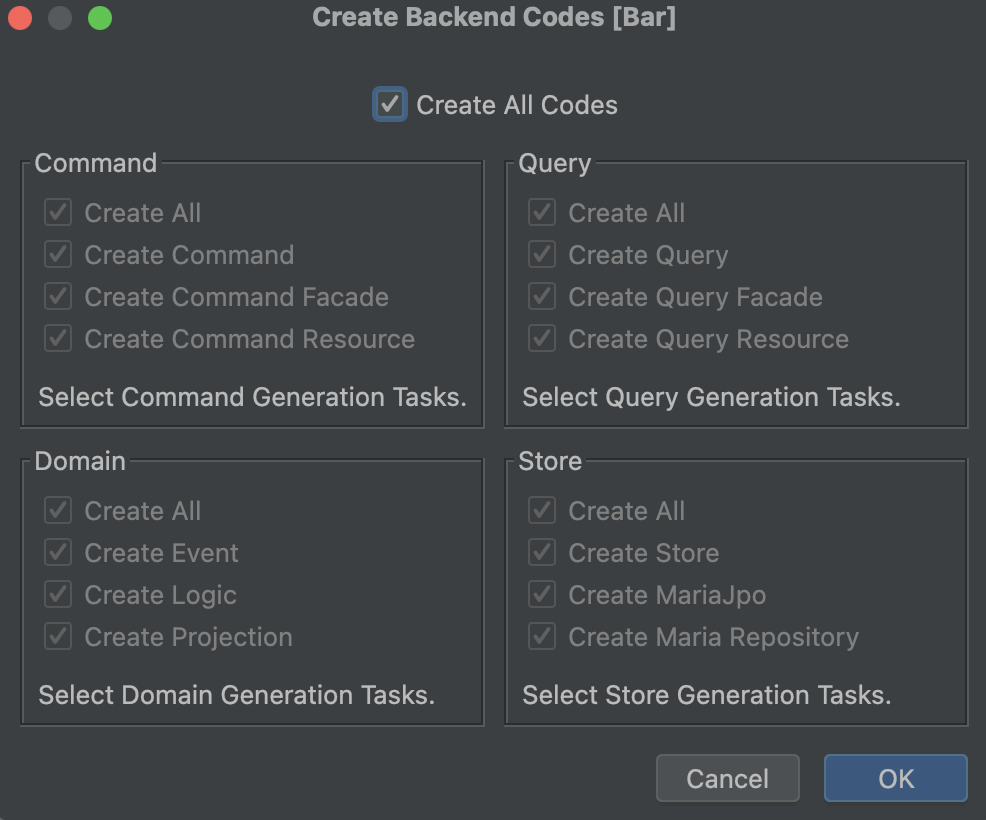 Create Backend Codes [Bar]
Create All Codes
Command
Create All
Create Command
Create Command Facade
Create Command Resource
Select Command Generation Tasks.
Query
Create All
Create Query
Create Query Facade
Create Query Resource
Select Query Generation Tasks.
Domain
Create All
Create Event
Create Logic
Create Projection
Select Domain Generation Tasks.
Store
Create All
Create Store
Create MariaJpo
Create Maria Repository
Select Store Generation Tasks.
Cancel
OK